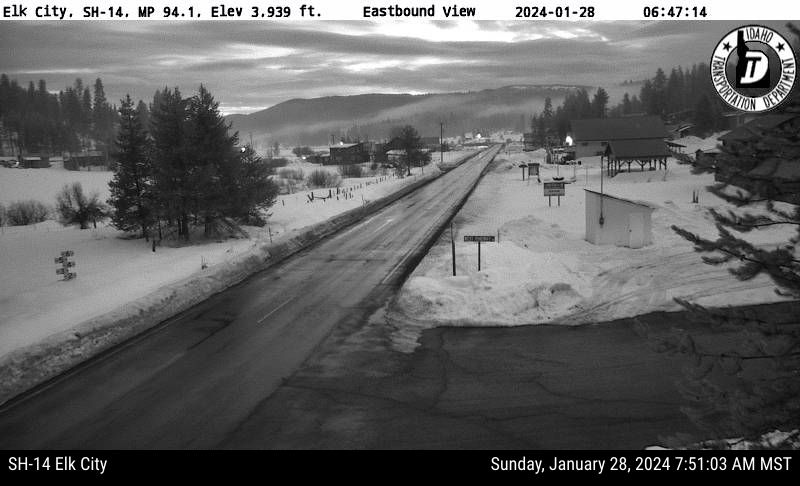 Elk City, SH-14, MP 94.1, Elev 3,939 ft. Eastbound View 2024-01-28 06:47:14
IDAHO
TRANSPORTATION DEPARTMENT
SH-14 Elk City Sunday, January 28, 2024 7:51:03 AM MST